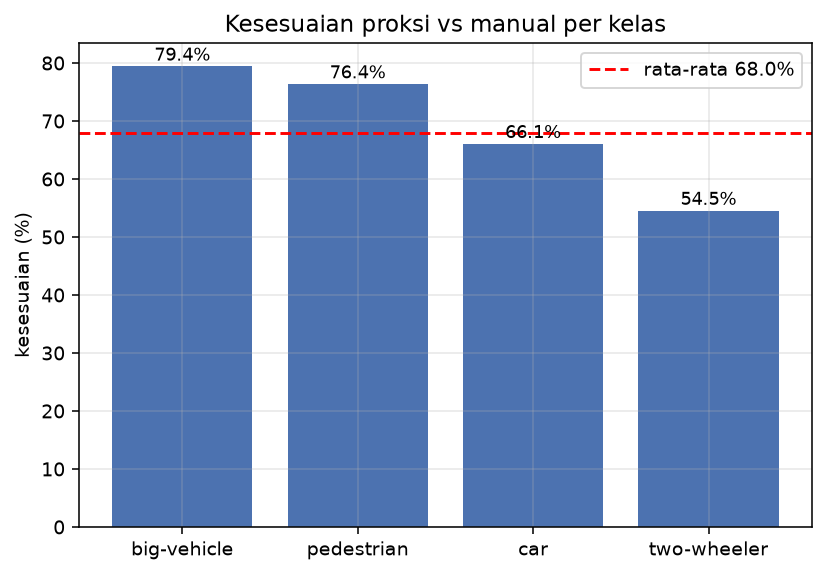 Kesesuaian proksi vs manual per kelas
rata-rata 68.0%
79.4%
76.4%
66.1%
54.5%
kesesuaian (%)
80
70
60
50
40
30
20
10
0
big-vehicle
pedestrian
car
two-wheeler